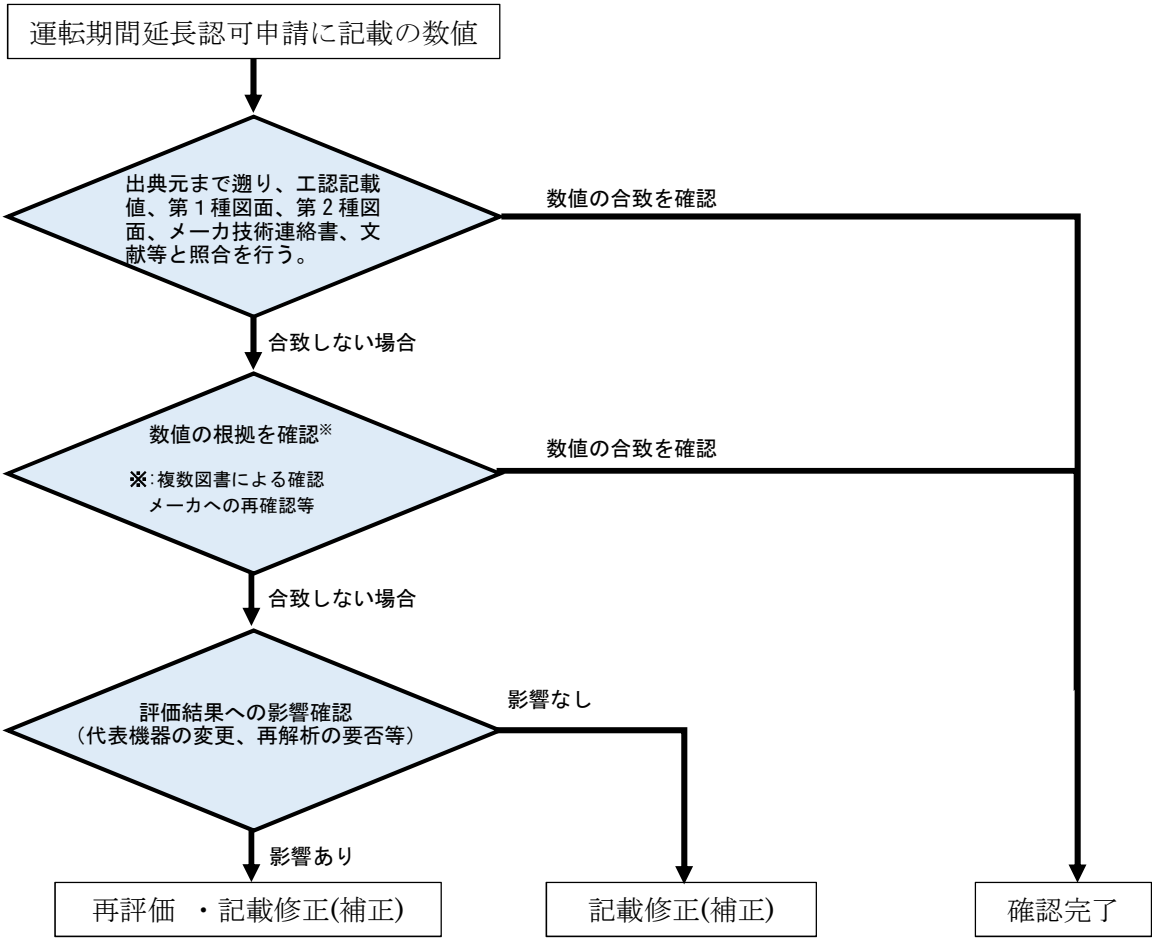 運転期間延長認可申請に記載の数値
出典元まで遡り、工認記載
値、第１種図面、第２種図
面、メーカ技術連絡書、文
献等と照合を行う。
数値の合致を確認
合致しない場合
数値の根拠を確認※
※:複数図書による確認
メーカへの再確認等
数値の合致を確認
合致しない場合
評価結果への影響確認
（代表機器の変更、再解析の要否等）
影響なし
影響あり
再評価 ・記載修正(補正)
記載修正(補正)
確認完了